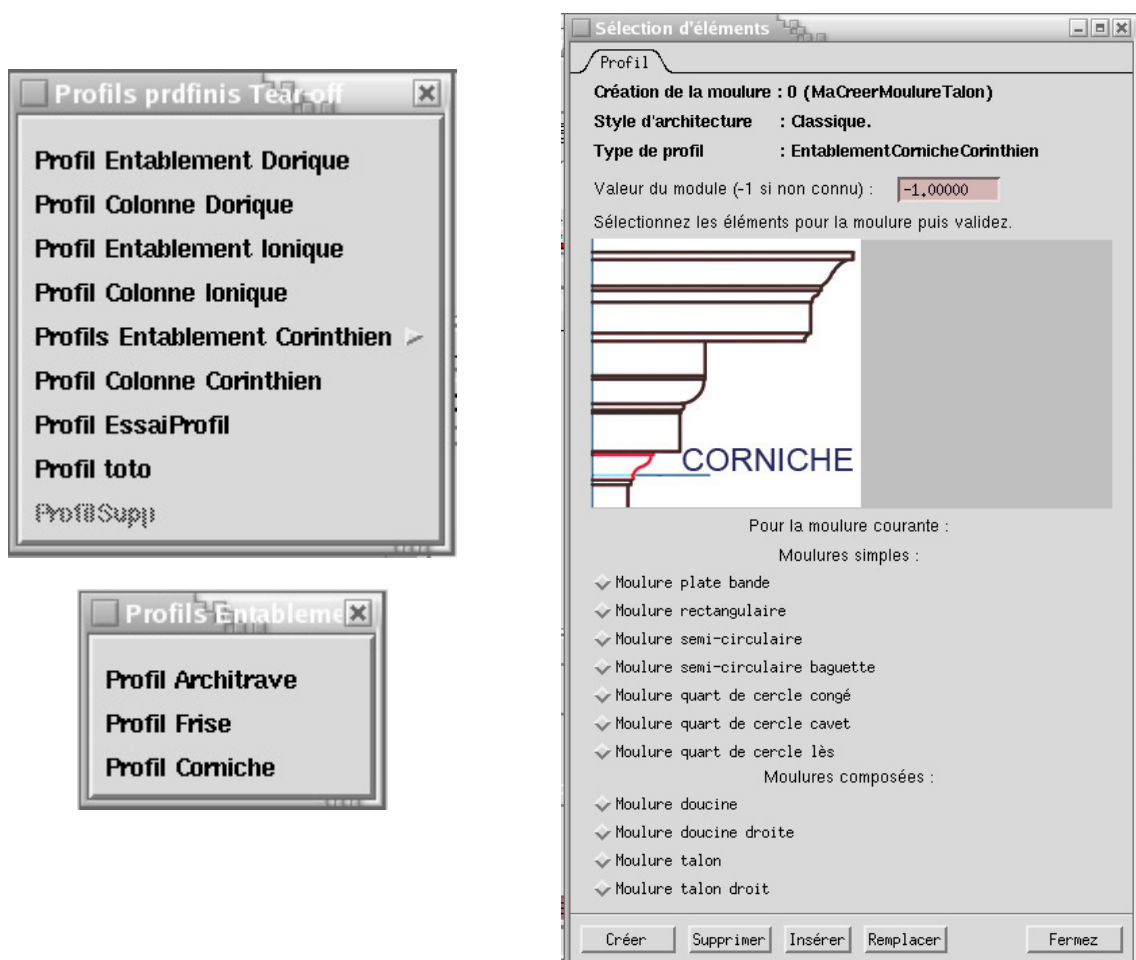 Profils prdfinis Tear-off
Profil Entablement Dorique
Profil Colonne Dorique
Profil Entablement Ionique
Profil Colonne Ionique
Profils Entablement Corinthien
Profil Colonne Corinthien
Profil EssaiProfil
Profil toto
ProfilSupp
Profils Entableme
Profil Architrave
Profil Frise
Profil Corniche
Sélection d'éléments
Profil
Création de la moulure : 0 (MaCreerMoulureTalon)
Style d'architecture : Classique.
Type de profil : EntablementCornicheCorinthien
Valeur du module (-1 si non connu) : -1.00000
Sélectionnez les éléments pour la moulure puis validez.
CORNICHE
Pour la moulure courante :
Moulures simples :
Moulure plate bande
Moulure rectangulaire
Moulure semi-circulaire
Moulure semi-circulaire baguette
Moulure quart de cercle congé
Moulure quart de cercle cavet
Moulure quart de cercle lès
Moulures composées :
Moulure doucine
Moulure doucine droite
Moulure talon
Moulure talon droit
Créer Supprimer Insérer Remplacer Fermez